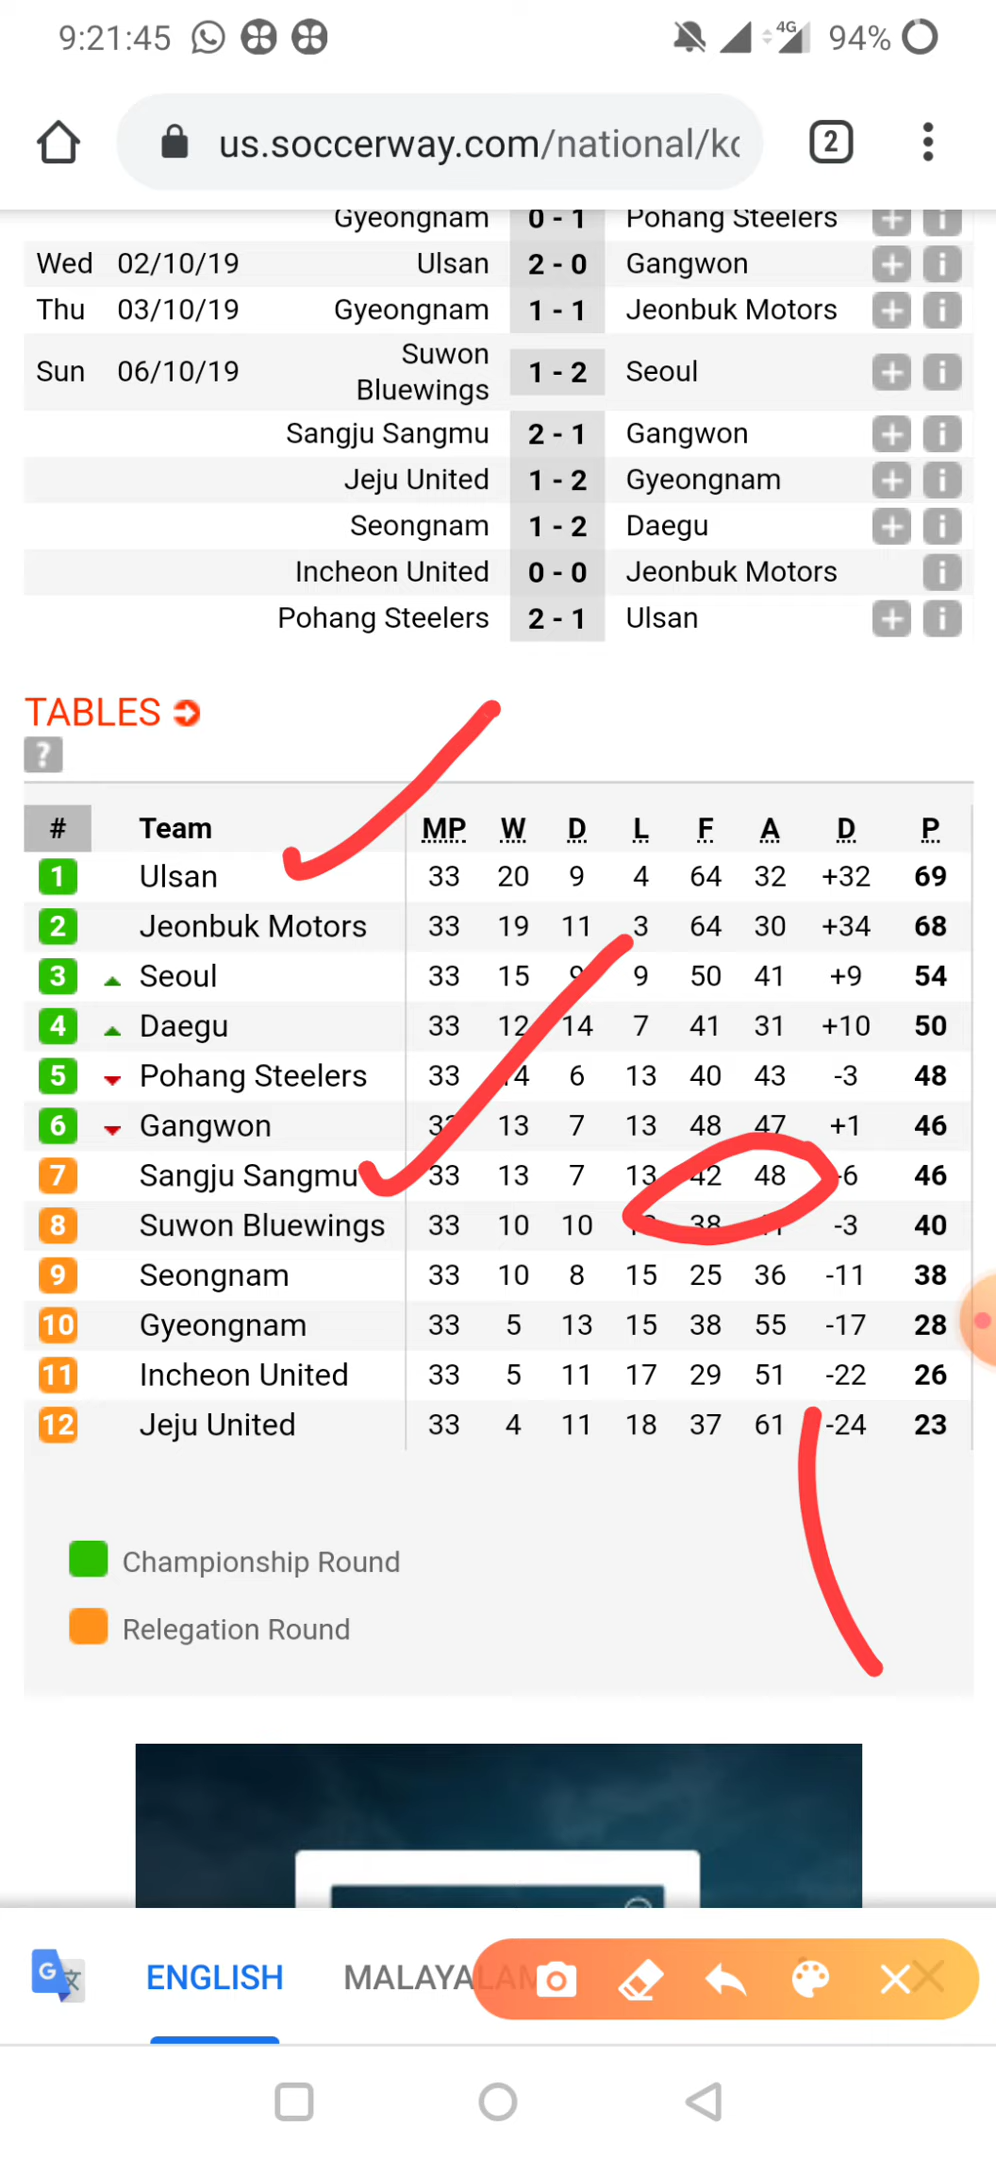 9:21:45 4G 94%
us.soccerway.com/national/kc 2
Gyeongnam 0 - 1 Pohang Steelers + i
Wed 02/10/19 Ulsan 2 - 0 Gangwon + i
Thu 03/10/19 Gyeongnam 1 - 1 Jeonbuk Motors + i
Sun 06/10/19 Suwon Bluewings 1 - 2 Seoul + i
Sangju Sangmu 2 - 1 Gangwon + i
Jeju United 1 - 2 Gyeongnam + i
Seongnam 1 - 2 Daegu + i
Incheon United 0 - 0 Jeonbuk Motors i
Pohang Steelers 2 - 1 Ulsan + i
TABLES
?
# Team MP W D L F A D P
1 Ulsan 33 20 9 4 64 32 +32 69
2 Jeonbuk Motors 33 19 11 3 64 30 +34 68
3 Seoul 33 15 9 9 50 41 +9 54
4 Daegu 33 12 14 7 41 31 +10 50
5 Pohang Steelers 33 14 6 13 40 43 -3 48
6 Gangwon 33 13 7 13 48 47 +1 46
7 Sangju Sangmu 33 13 7 13 42 48 -6 46
8 Suwon Bluewings 33 10 10 38 -3 40
9 Seongnam 33 10 8 15 25 36 -11 38
10 Gyeongnam 33 5 13 15 38 55 -17 28
11 Incheon United 33 5 11 17 29 51 -22 26
12 Jeju United 33 4 11 18 37 61 -24 23
Championship Round
Relegation Round
G 文 ENGLISH MALAYALAM